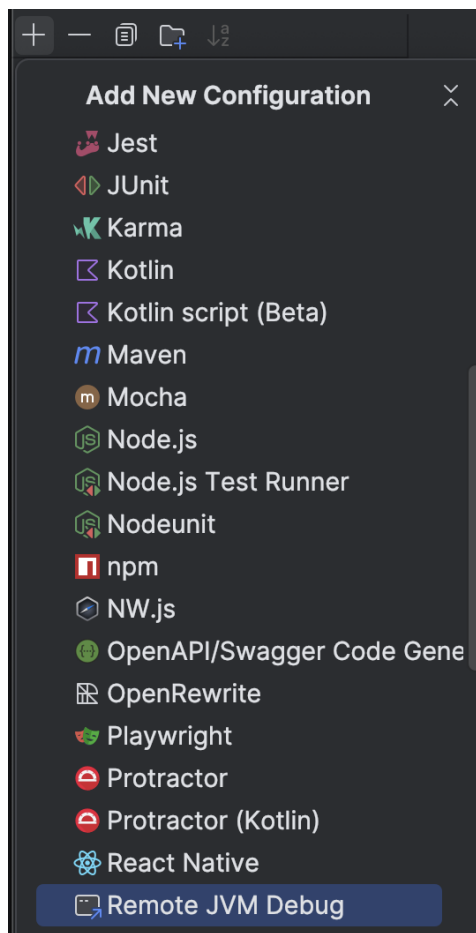 Add New Configuration
Jest
JUnit
Karma
Kotlin
Kotlin script (Beta)
Maven
Mocha
Node.js
Node.js Test Runner
Nodeunit
npm
NW.js
OpenAPI/Swagger Code Gene
OpenRewrite
Playwright
Protractor
Protractor (Kotlin)
React Native
Remote JVM Debug